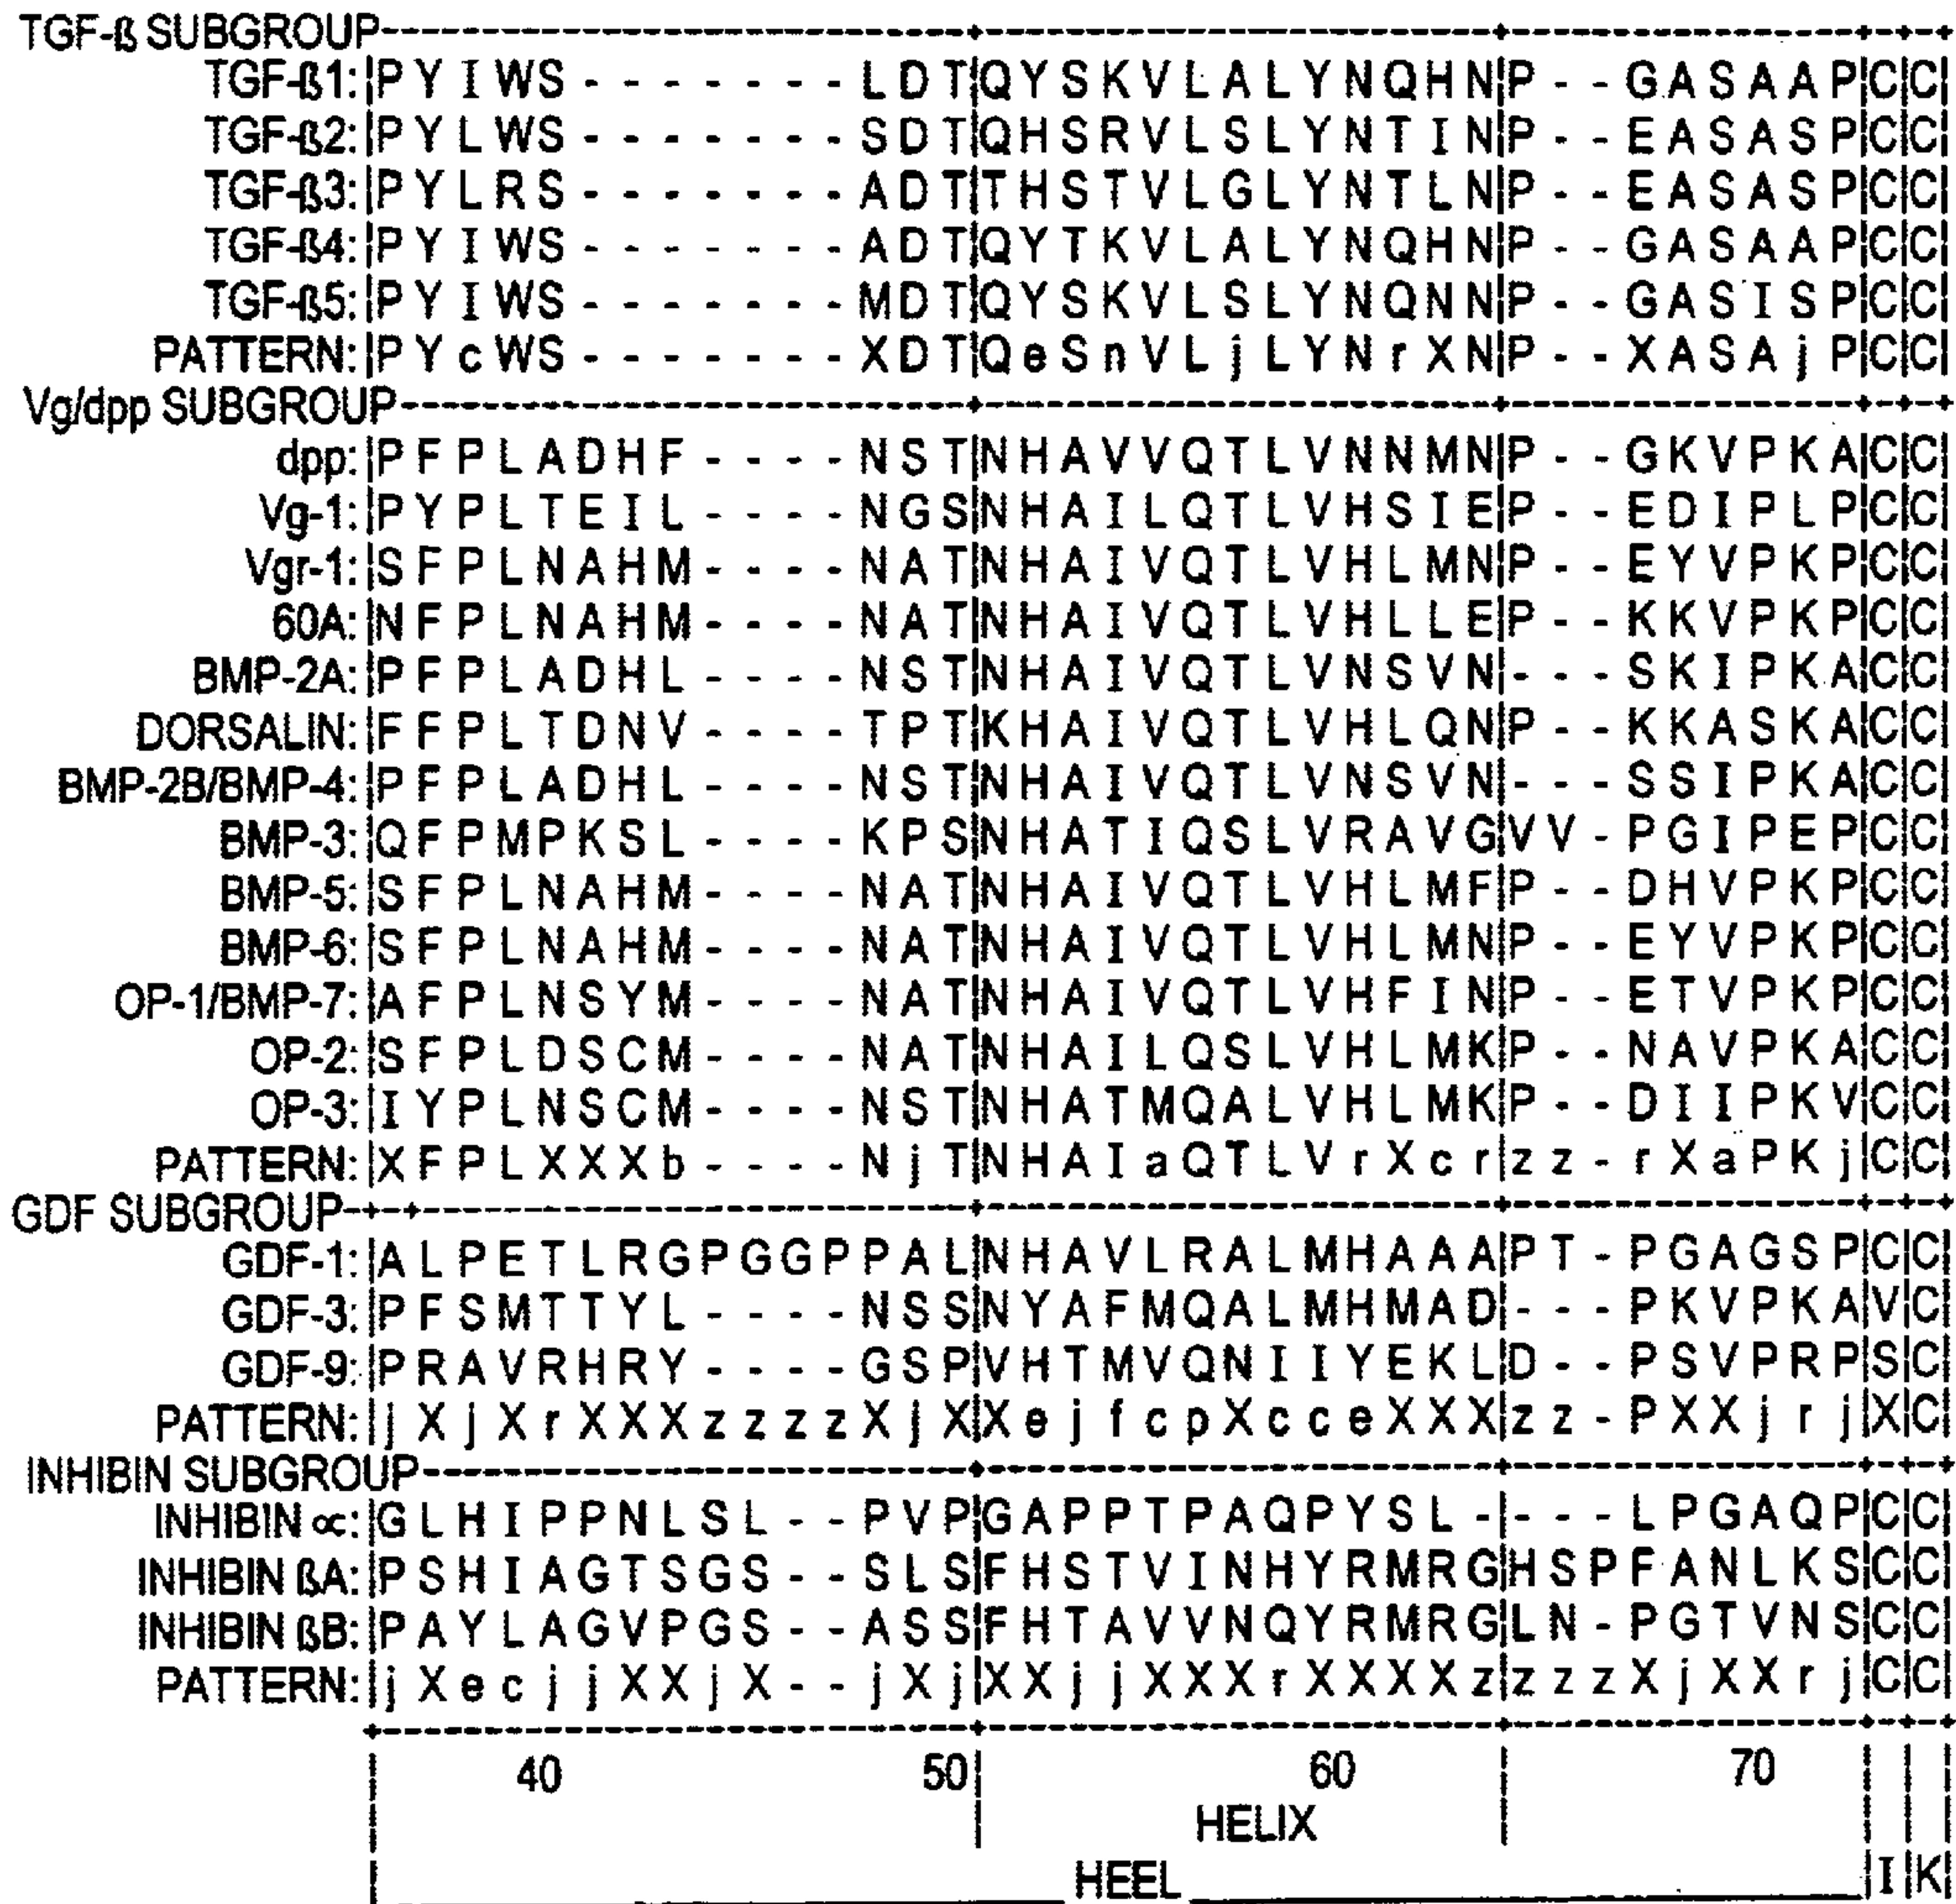 TGF-ß SUBGROUP
TGF-ß1: P Y I W S - - - - - - - L D T Q Y S K V L A L Y N Q H N P - - G A S A A P C C
TGF-ß2: P Y L W S - - - - - - - S D T Q H S R V L S L Y N T I N P - - E A S A S P C C
TGF-ß3: P Y L R S - - - - - - - A D T T H S T V L G L Y N T L N P - - E A S A S P C C
TGF-ß4: P Y I W S - - - - - - - A D T Q Y T K V L A L Y N Q H N P - - G A S A A P C C
TGF-ß5: P Y I W S - - - - - - - M D T Q Y S K V L S L Y N Q N N P - - G A S I S P C C
PATTERN: P Y c W S - - - - - - - X D T Q e S n V L j L Y N r X N P - - X A S A j P C C
Vg/dpp SUBGROUP
dpp: P F P L A D H F - - - - N S T N H A V V Q T L V N N M N P - - G K V P K A C C
Vg-1: P Y P L T E I L - - - - N G S N H A I L Q T L V H S I E P - - E D I P L P C C
Vgr-1: S F P L N A H M - - - - N A T N H A I V Q T L V H L M N P - - E Y V P K P C C
60A: N F P L N A H M - - - - N A T N H A I V Q T L V H L L E P - - K K V P K P C C
BMP-2A: P F P L A D H L - - - - N S T N H A I V Q T L V N S V N - - - S K I P K A C C
DORSALIN: F F P L T D N V - - - - T P T K H A I V Q T L V H L Q N P - - K K A S K A C C
BMP-2B/BMP-4: P F P L A D H L - - - - N S T N H A I V Q T L V N S V N - - - S S I P K A C C
BMP-3: Q F P M P K S L - - - - K P S N H A T I Q S L V R A V G V V - P G I P E P C C
BMP-5: S F P L N A H M - - - - N A T N H A I V Q T L V H L M F P - - D H V P K P C C
BMP-6: S F P L N A H M - - - - N A T N H A I V Q T L V H L M N P - - E Y V P K P C C
OP-1/BMP-7: A F P L N S Y M - - - - N A T N H A I V Q T L V H F I N P - - E T V P K P C C
OP-2: S F P L D S C M - - - - N A T N H A I L Q S L V H L M K P - - N A V P K A C C
OP-3: I Y P L N S C M - - - - N S T N H A T M Q A L V H L M K P - - D I I P K V C C
PATTERN: X F P L X X X b - - - - N j T N H A I a Q T L V r X c r z z - r X a P K j C C
GDF SUBGROUP
GDF-1: A L P E T L R G P G G P P A L N H A V L R A L M H A A A P T - P G A G S P C C
GDF-3: P F S M T T Y L - - - - N S S N Y A F M Q A L M H M A D - - - P K V P K A V C
GDF-9: P R A V R H R Y - - - - G S P V H T M V Q N I I Y E K L D - - P S V P R P S C
PATTERN: j X j X r X X X z z z z X j X X e j f c p X c c e X X X z z - P X X j r j X C
INHIBIN SUBGROUP
INHIBIN ∝: G L H I P P N L S L - - P V P G A P P T P A Q P Y S L - - - - L P G A Q P C C
INHIBIN ßA: P S H I A G T S G S - - S L S F H S T V I N H Y R M R G H S P F A N L K S C C
INHIBIN ßB: P A Y L A G V P G S - - A S S F H T A V V N Q Y R M R G L N - P G T V N S C C
PATTERN: j X e c j j X X j X - - j X j X X j j X X X r X X X X z z z z X j X X r j C C
40 50 60 70
HELIX
HEEL I K